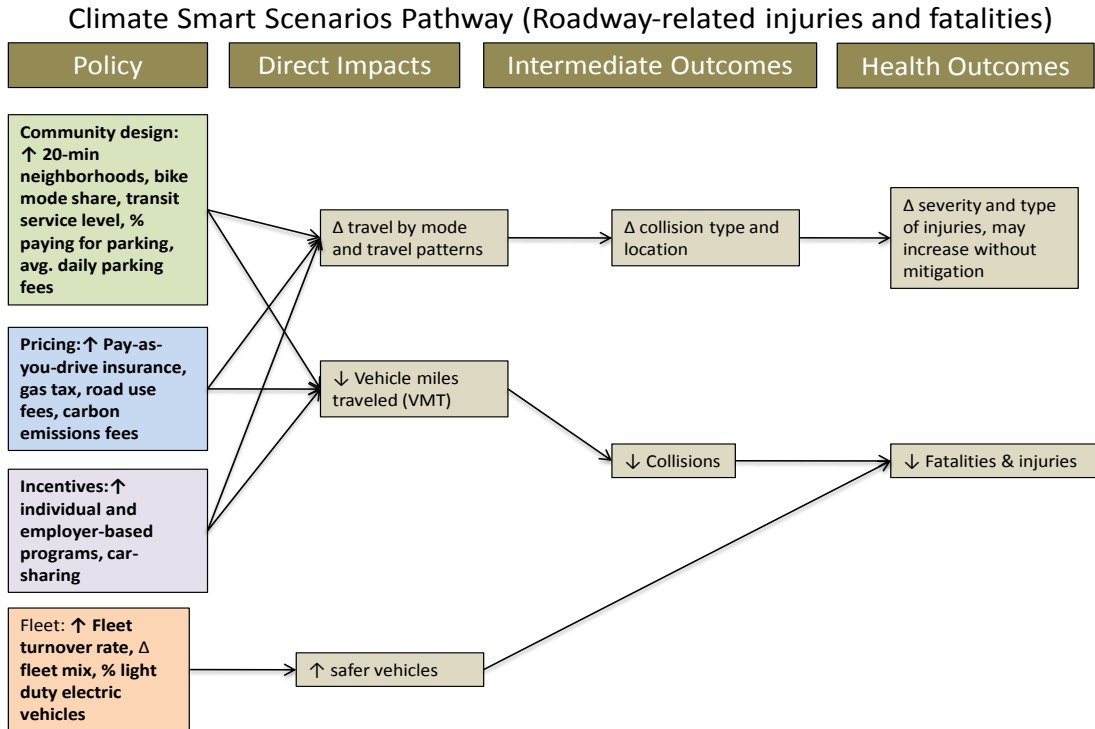 Climate Smart Scenarios Pathway (Roadway-related injuries and fatalities)
Policy
Direct Impacts
Intermediate Outcomes
Health Outcomes
Community design:
↑ 20-min
neighborhoods, bike
mode share, transit
service level, %
paying for parking,
avg. daily parking
fees
Δ travel by mode
and travel patterns
Δ collision type and
location
Δ severity and type
of injuries, may
increase without
mitigation
Pricing:↑ Pay-as-
you-drive insurance,
gas tax, road use
fees, carbon
emissions fees
↓ Vehicle miles
traveled (VMT)
↓ Collisions
↓ Fatalities & injuries
Incentives:↑
individual and
employer-based
programs, car-
sharing
Fleet: ↑ Fleet
turnover rate, Δ
fleet mix, % light
duty electric
vehicles
↑ safer vehicles